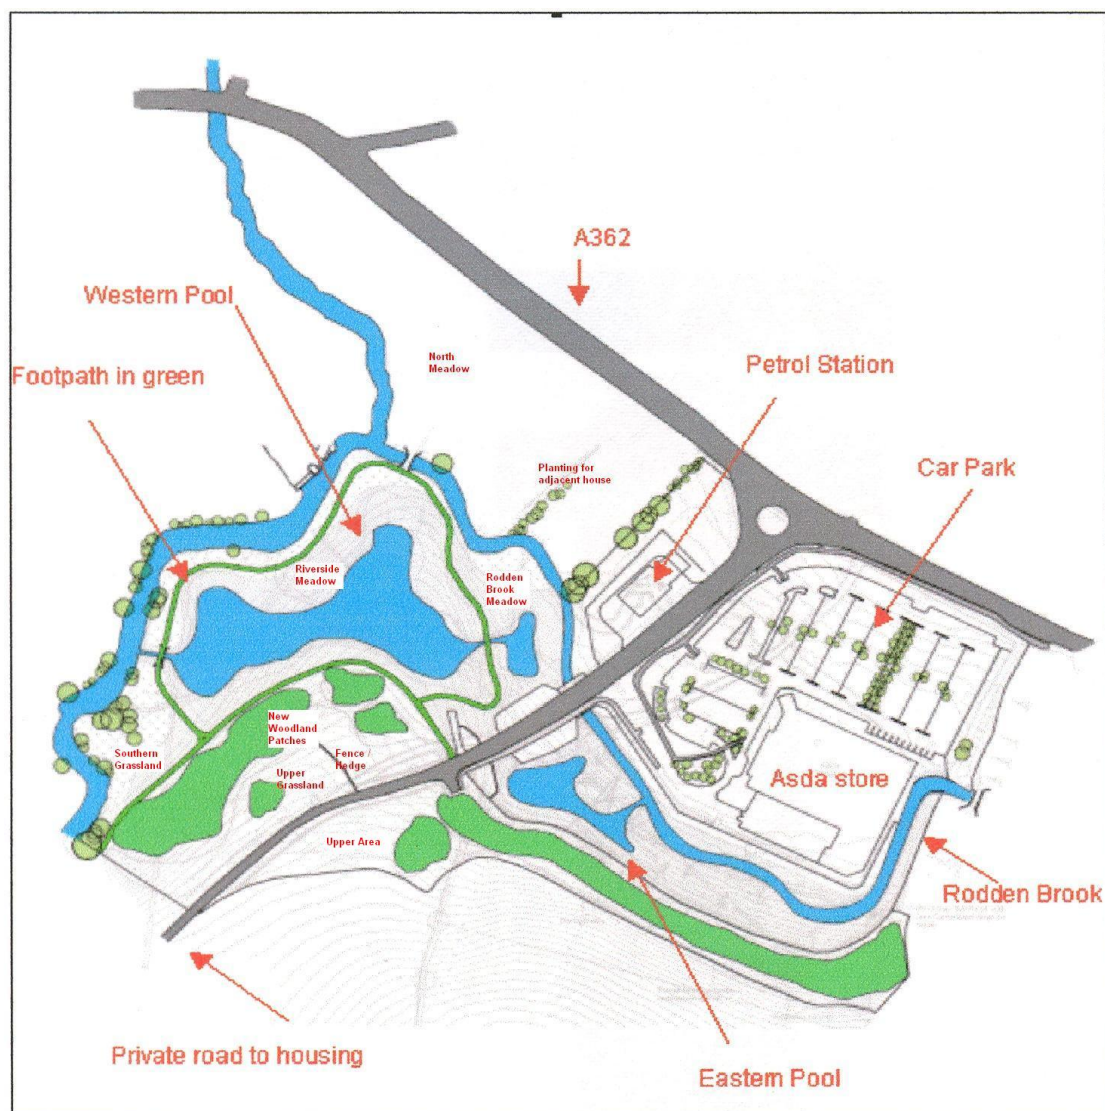 A362
Western Pool
North
Meadow
Footpath in green
Petrol Station
Planting for
adjacent house
Car Park
Riverside
Meadow
Rodden
Brook
Meadow
New
Woodland
Patches
Southern
Grassland
Fence /
Hedge
Upper
Grassland
Asda store
Upper Area
Rodden Brook
Private road to housing
Eastern Pool